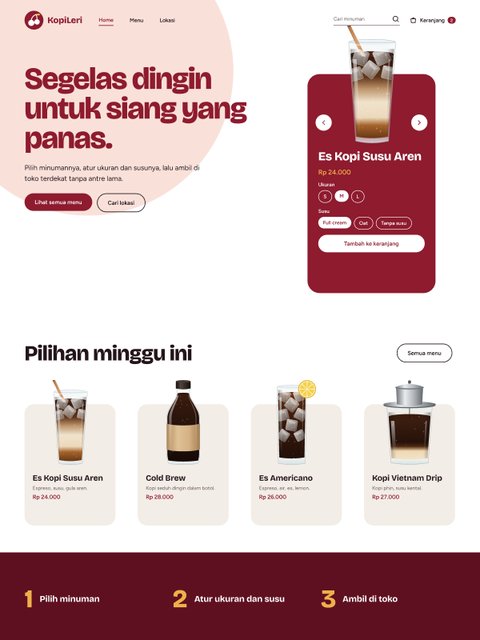 KopiLeri
Home
Menu
Lokasi
Cari minuman
Keranjang
2
Segelas dingin
untuk siang yang
panas.
Pilih minumannya, atur ukuran dan susunya, lalu ambil di
toko terdekat tanpa antre lama.
Lihat semua menu
Cari lokasi
Es Kopi Susu Aren
Rp 24.000
Ukuran
S
M
L
Susu
Full cream
Oat
Tanpa susu
Tambah ke keranjang
Pilihan minggu ini
Semua menu
Es Kopi Susu Aren
Espreso, susu, gula aren.
Rp 24.000
Cold Brew
Kopi seduh dingin dalam botol.
Rp 28.000
Es Americano
Espreso, air, es, lemon.
Rp 26.000
Kopi Vietnam Drip
Kopi phin, susu kental.
Rp 27.000
1 Pilih minuman
2 Atur ukuran dan susu
3 Ambil di toko